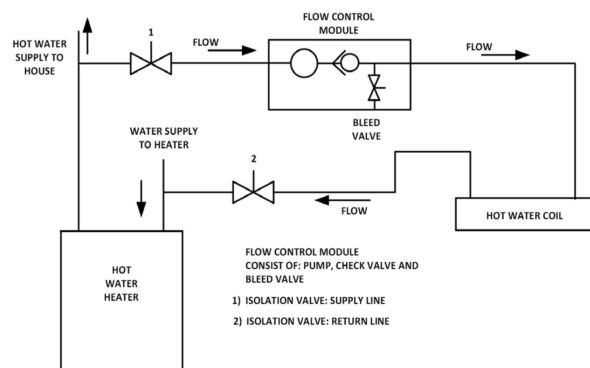 HOT WATER
SUPPLY TO
HOUSE
1
FLOW
FLOW CONTROL
MODULE
FLOW
BLEED
VALVE
WATER SUPPLY
TO HEATER
2
FLOW
HOT WATER COIL
HOT
WATER
HEATER
FLOW CONTROL MODULE
CONSIST OF: PUMP, CHECK VALVE AND
BLEED VALVE
1) ISOLATION VALVE: SUPPLY LINE
2) ISOLATION VALVE: RETURN LINE